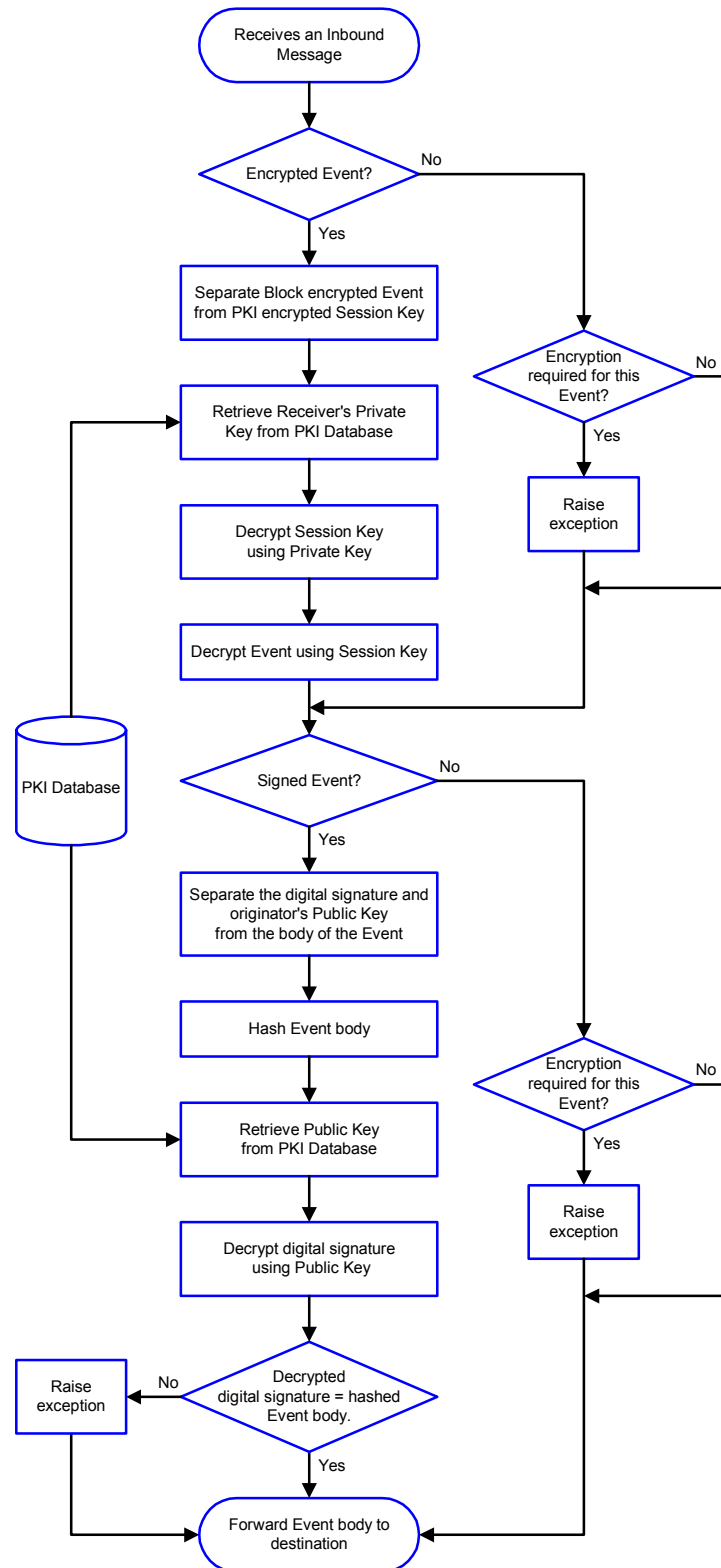 Receives an Inbound
Message
Encrypted Event?
No
Yes
Separate Block encrypted Event
from PKI encrypted Session Key
Encryption
required for this
Event?
No
Yes
Retrieve Receiver's Private
Key from PKI Database
Raise
exception
Decrypt Session Key
using Private Key
Decrypt Event using Session Key
PKI Database
Signed Event?
No
Yes
Separate the digital signature and
originator's Public Key
from the body of the Event
Hash Event body
Encryption
required for this
Event?
No
Yes
Retrieve Public Key
from PKI Database
Raise
exception
Decrypt digital signature
using Public Key
Decrypted
digital signature = hashed
Event body.
No
Raise
exception
Yes
Forward Event body to
destination